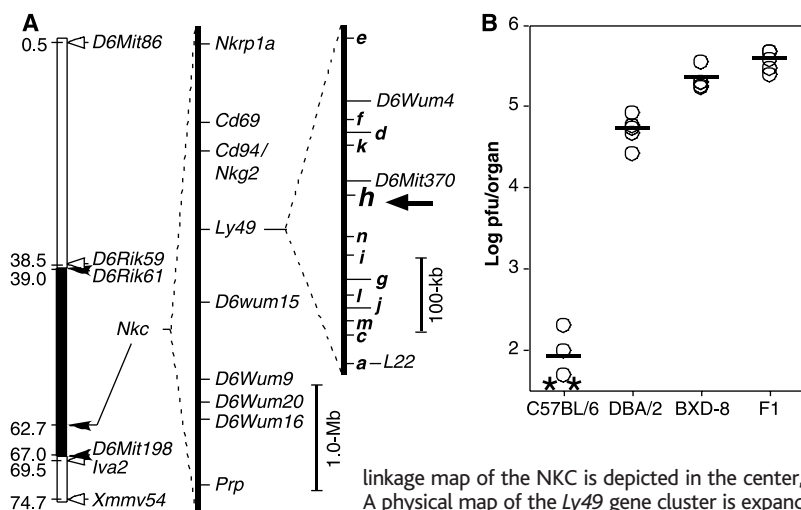 A
0.5
D6Mit86
38.5
D6Rik59
39.0
D6Rik61
Nkc
62.7
67.0
D6Mit198
69.5
Iva2
74.7
Xmmv54
Nkrp1a
Cd69
Cd94/
Nkg2
Ly49
D6wum15
D6Wum9
D6Wum20
D6Wum16
1.0-Mb
Prp
e
D6Wum4
f
d
k
D6Mit370
h
n
i
g
l
j
m
c
100-kb
a
L22
B
Log pfu/organ
6
5
4
3
2
C57BL/6 DBA/2 BXD-8 F1
* *
linkage map of the NKC is depicted in the center,
A physical map of the Ly49 gene cluster is expanc